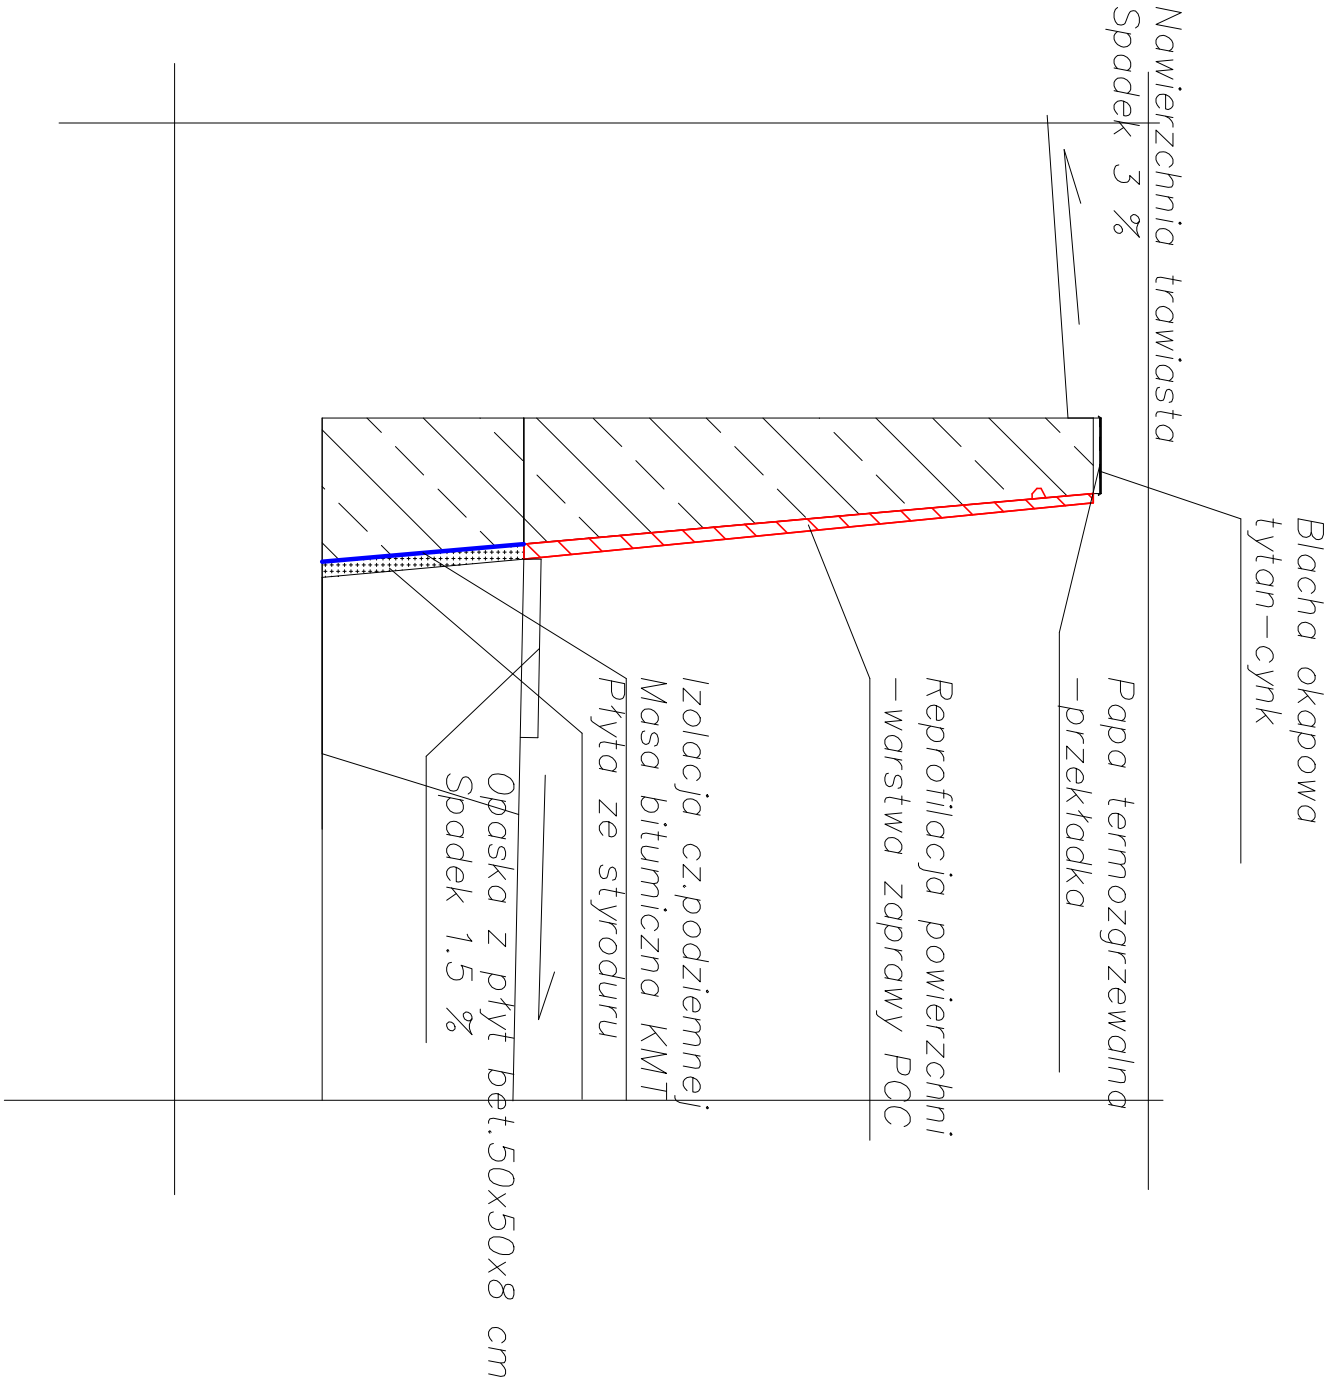 Nawierzchnia trawiasta
Spadek 3 %
Blacha okapowa
tytan-cynk
Papa termozgrzewalna
-przekładka
Reprofilacja powierzchni
-warstwa zaprawy PCC
Izolacja cz.podziemnej
Masa bitumiczna KMT
Płyta ze styroduru
Opaska z płyt bet.50x50x8 cm
Spadek 1.5 %